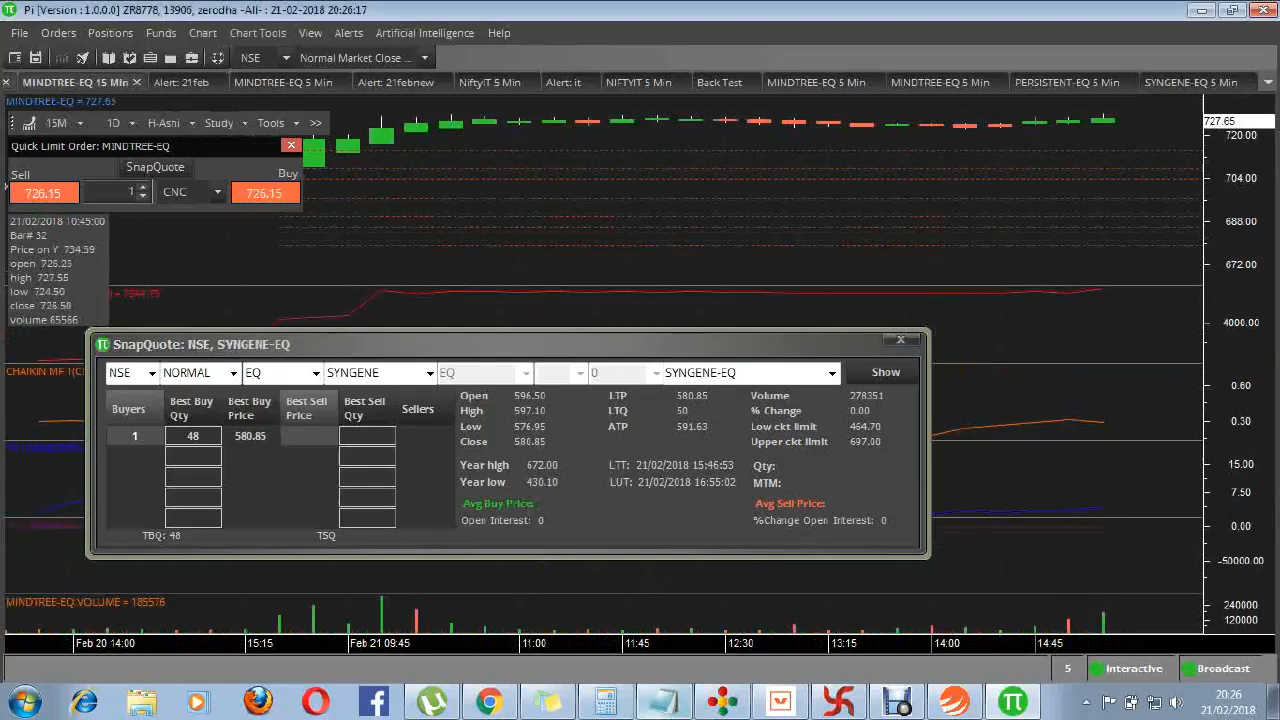 Pi [Version : 1.0.0.0] ZR8778, 13906, zerodha -All- : 21-02-2018 20:26:17
File Orders Positions Funds Chart Chart Tools View Alerts Artificial Intelligence Help
NSE Normal Market Close ...
MINDTREE-EQ 15 Min Alert: 21feb MINDTREE-EQ 5 Min Alert: 21febnew NiftyIT 5 Min Alert: it NIFTYIT 5 Min Back Test MINDTREE-EQ 5 Min MINDTREE-EQ 5 Min PERSISTENT-EQ 5 Min SYNGENE-EQ 5 Min
MINDTREE-EQ = 727.65
15M 1D H-Ashi Study Tools >>
727.65
720.00
Quick Limit Order: MINDTREE-EQ
SnapQuote
Sell Buy
726.15 1 CNC 726.15
704.00
688.00
672.00
21/02/2018 10:45:00
Bar# 32
Price on Y 734.59
open 726.25
high 727.55
low 724.50
close 726.50
volume 65566
4000.00
SnapQuote: NSE, SYNGENE-EQ
NSE NORMAL EQ SYNGENE EQ 0 SYNGENE-EQ Show
Buyers Best Buy Qty Best Buy Price Best Sell Price Best Sell Qty Sellers
1 48 580.85
TBQ: 48 TSQ
Open 596.50 LTP 580.85 Volume 278351
High 597.10 LTQ 50 % Change 0.00
Low 576.95 ATP 591.63 Low ckt limit 464.70
Close 580.85 Upper ckt limit 697.00
Year high 672.00 LTT: 21/02/2018 15:46:53 Qty:
Year low 430.10 LUT: 21/02/2018 16:55:02 MTM:
Avg Buy Price: Avg Sell Price:
Open Interest: 0 %Change Open Interest: 0
CHAIKIN MF
0.60
0.30
15.00
7.50
0.00
-50000.00
MINDTREE-EQ.VOLUME = 185576
240000
120000
Feb 20 14:00 15:15 Feb 21 09:45 11:00 11:45 12:30 13:15 14:00 14:45
5 Interactive Broadcast
20:26
21/02/2018